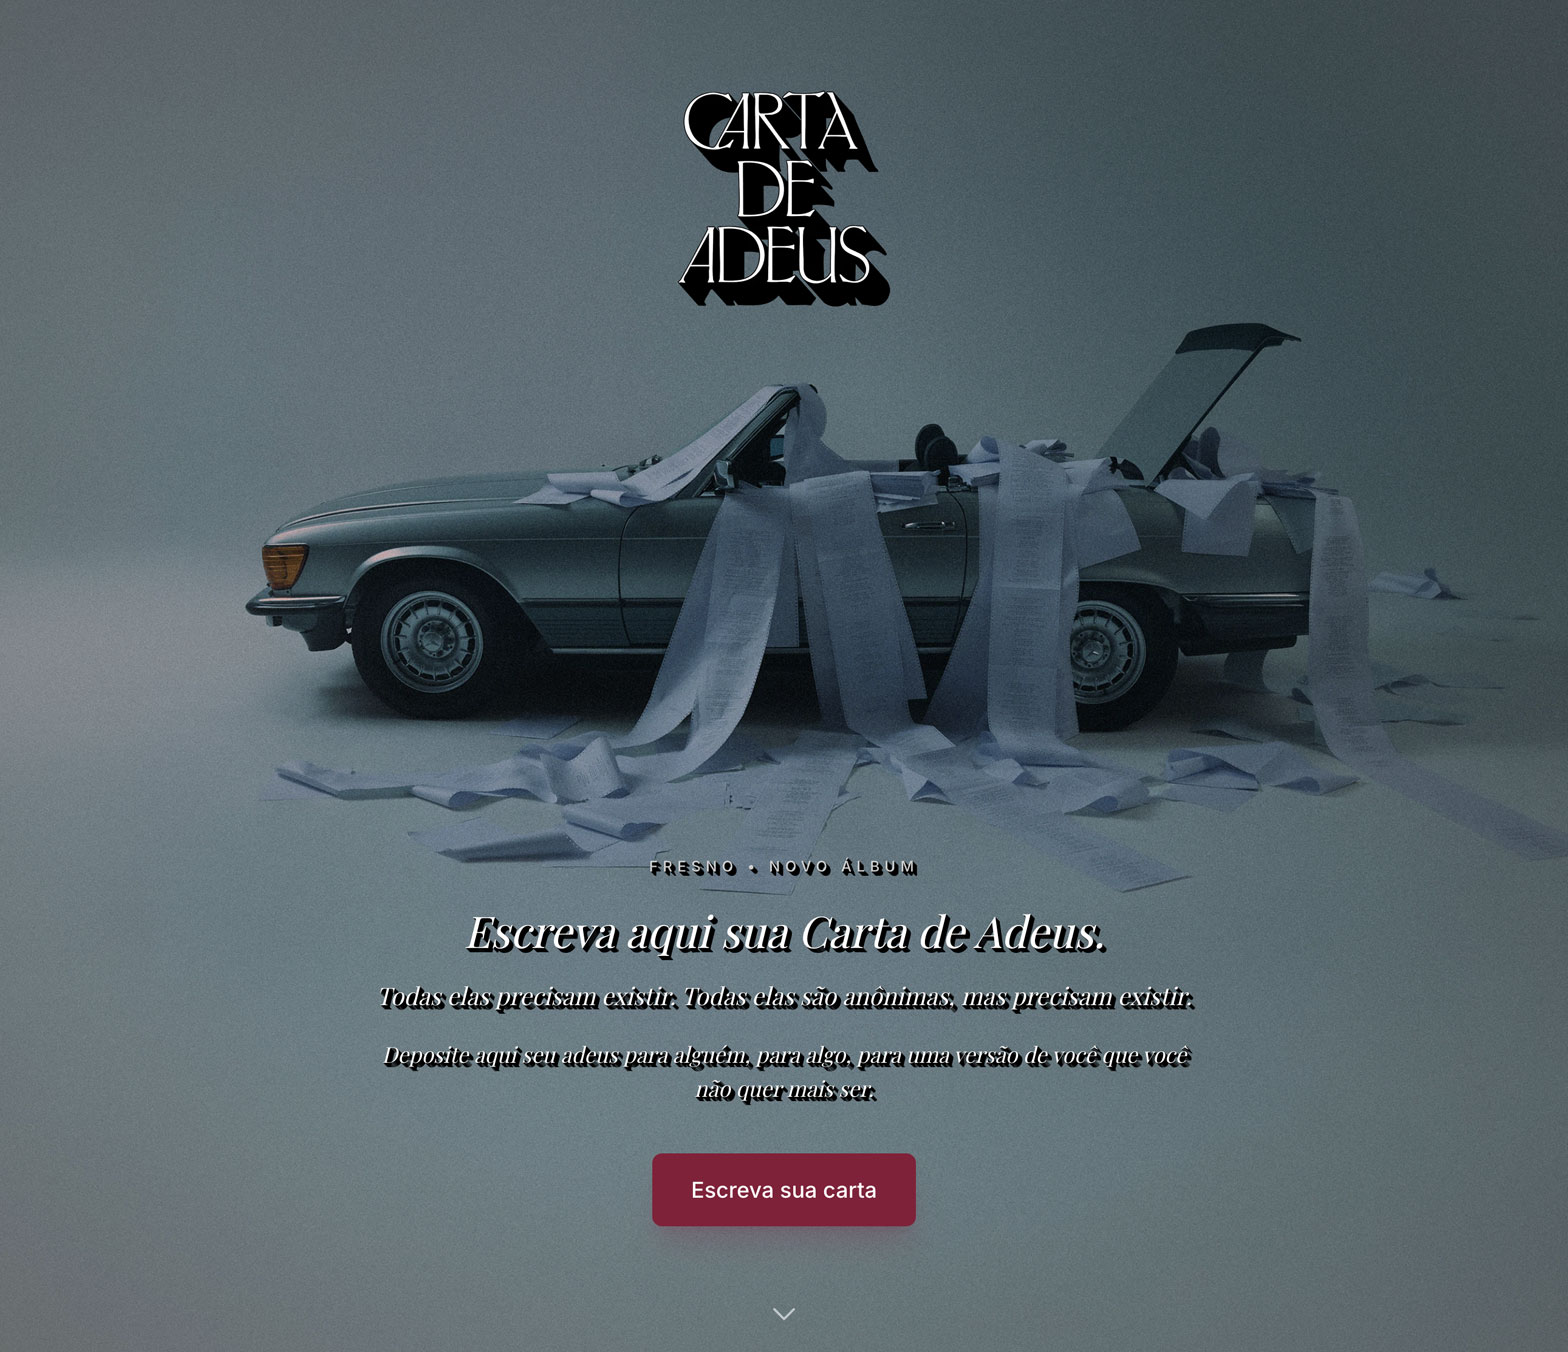 CARTA
DE
ADEUS
FRESNO • NOVO ÁLBUM
Escreva aqui sua Carta de Adeus.
Todas elas precisam existir. Todas elas são anônimas, mas precisam existir.
Deposite aqui seu adeus para alguém, para algo, para uma versão de você que você
não quer mais ser.
Escreva sua carta